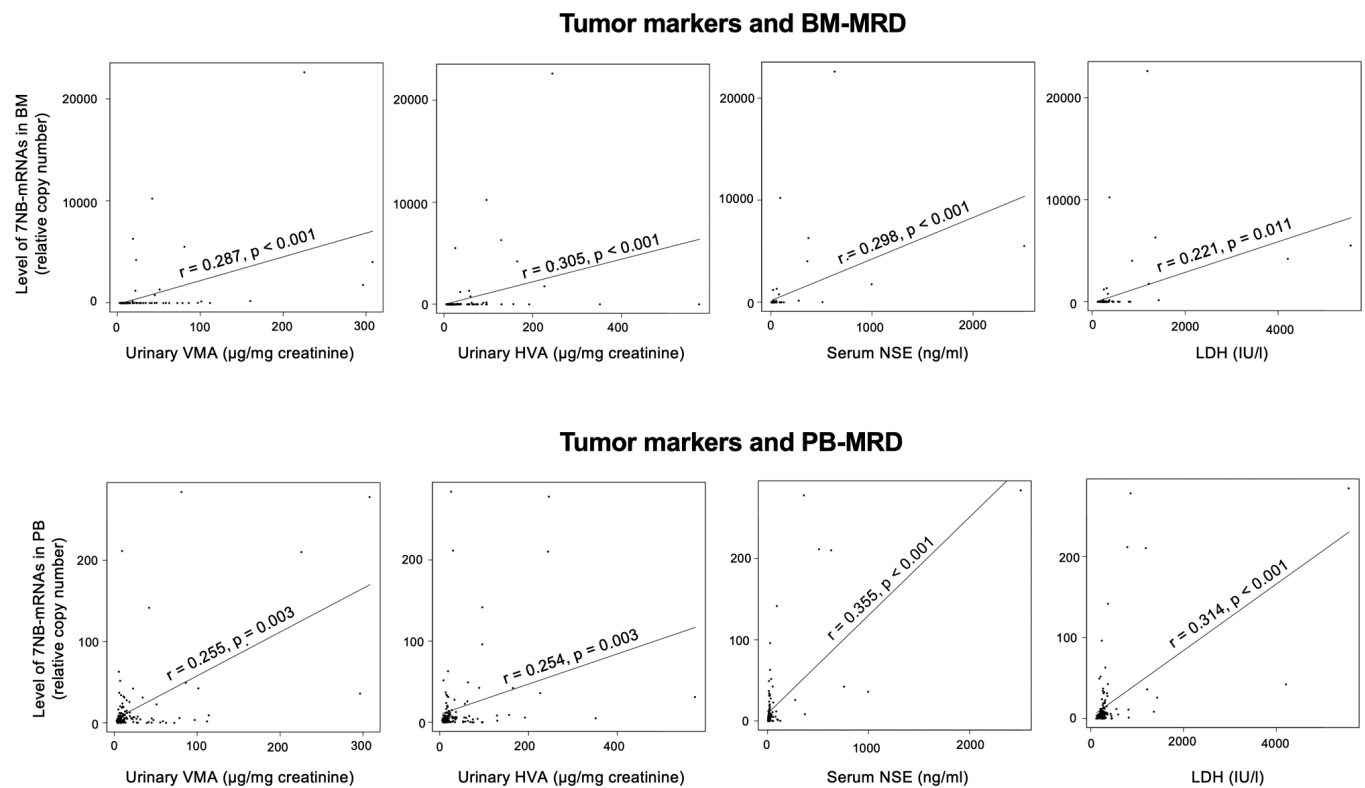 Tumor markers and BM-MRD
Level of 7NB-mRNAs in BM
(relative copy number)
20000
10000
0
r = 0.287, p < 0.001
0 100 200 300
Urinary VMA (µg/mg creatinine)
20000
10000
0
r = 0.305, p < 0.001
0 200 400
Urinary HVA (µg/mg creatinine)
20000
10000
0
r = 0.298, p < 0.001
0 1000 2000
Serum NSE (ng/ml)
20000
10000
0
r = 0.221, p = 0.011
0 2000 4000
LDH (IU/l)
Tumor markers and PB-MRD
Level of 7NB-mRNAs in PB
(relative copy number)
200
100
0
r = 0.255, p = 0.003
0 100 200 300
Urinary VMA (µg/mg creatinine)
200
100
0
r = 0.254, p = 0.003
0 200 400
Urinary HVA (µg/mg creatinine)
200
100
0
r = 0.355, p < 0.001
0 1000 2000
Serum NSE (ng/ml)
200
100
0
r = 0.314, p < 0.001
0 2000 4000
LDH (IU/l)